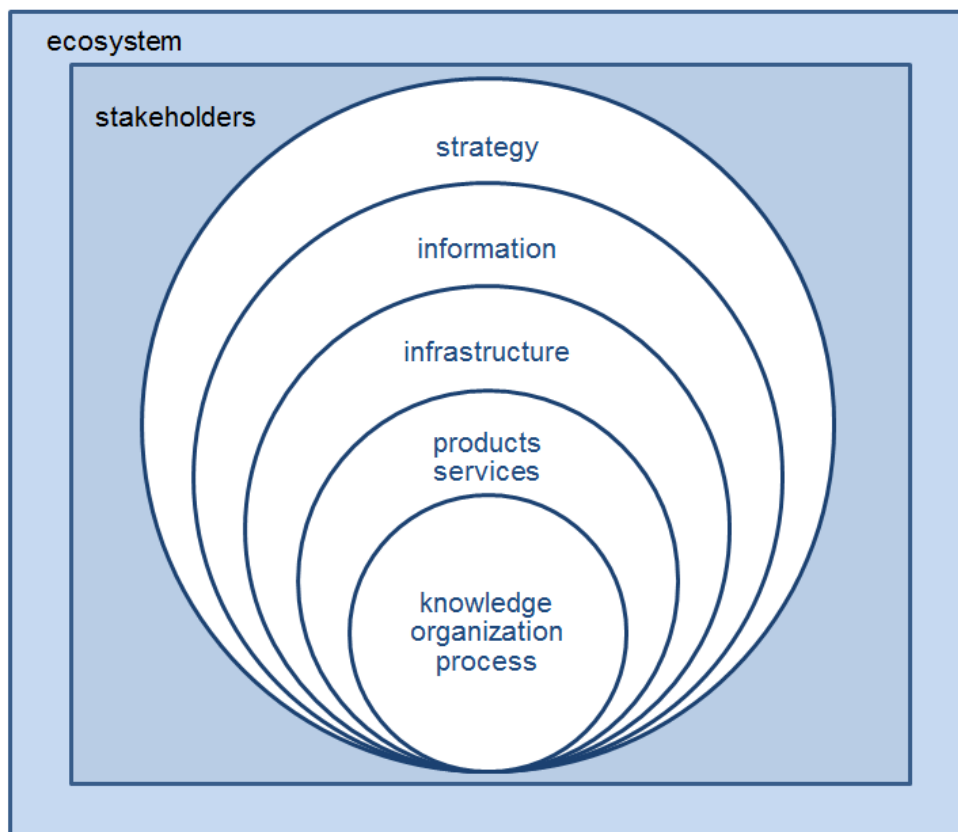 ecosystem
stakeholders
strategy
information
infrastructure
products
services
knowledge
organization
process